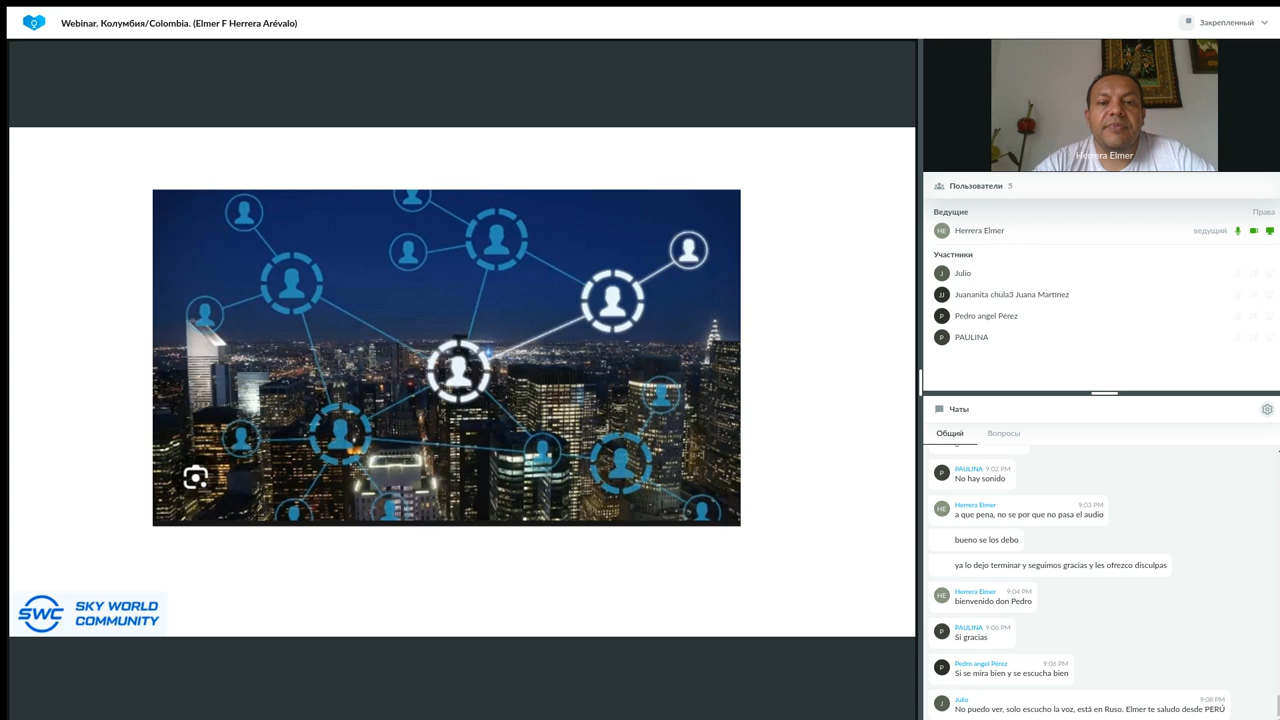 Webinar. Колумбия/Colombia. (Elmer F Herrera Arévalo)
Закрепленный
Herrera Elmer
Пользователи 5
Ведущие
Права
HE
Herrera Elmer
ведущий
Участники
J
Julio
JJ
Juananita chula3 Juana Martínez
P
Pedro angel Pérez
P
PAULINA
Чаты
Общий
Вопросы
P
PAULINA 9:02 PM
No hay sonido
HE
Herrera Elmer 9:03 PM
a que pena, no se por que no pasa el audio
bueno se los debo
ya lo dejo terminar y seguimos gracias y les ofrezco disculpas
HE
Herrera Elmer 9:04 PM
bienvenido don Pedro
P
PAULINA 9:06 PM
Si gracias
P
Pedro angel Pérez 9:06 PM
Si se mira bien y se escucha bien
J
Julio 9:08 PM
No puedo ver, solo escucho la voz, está en Ruso. Elmer te saludo desde PERÚ
SWC
SKY WORLD
COMMUNITY